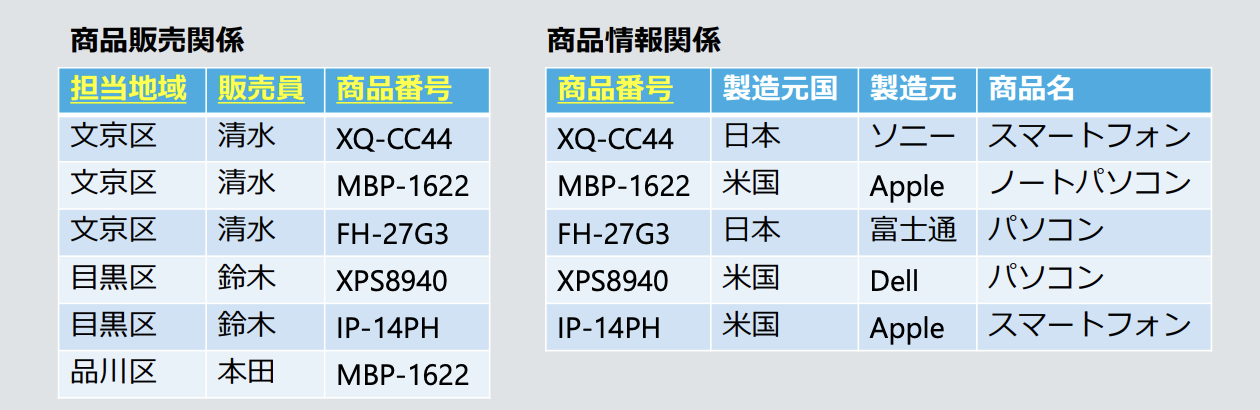 商品販売関係
担当地域 販売員 商品番号
文京区 清水 XQ-CC44
文京区 清水 MBP-1622
文京区 清水 FH-27G3
目黒区 鈴木 XPS8940
目黒区 鈴木 IP-14PH
品川区 本田 MBP-1622
商品情報関係
商品番号 製造元国 製造元 商品名
XQ-CC44 日本 ソニー スマートフォン
MBP-1622 米国 Apple ノートパソコン
FH-27G3 日本 富士通 パソコン
XPS8940 米国 Dell パソコン
IP-14PH 米国 Apple スマートフォン